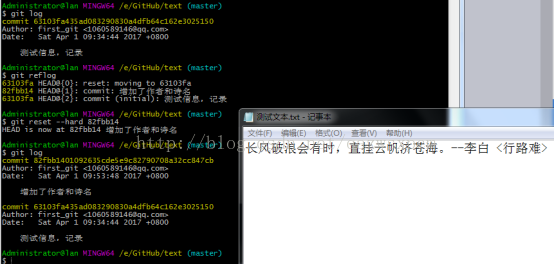 Administrator@lan MINGW64 /e/GitHub/text (master)
$ git log
commit 63103fa435ad083290830a4dfb64c162e3025150
Author: first_git <1060589146@qq.com>
Date:   Sat Apr 1 09:34:44 2017 +0800
测试信息，记录
Administrator@lan MINGW64 /e/GitHub/text (master)
$ git reflog
63103fa HEAD@{0}: reset: moving to 63103fa
82fbb14 HEAD@{1}: commit: 增加了作者和诗名
63103fa HEAD@{2}: commit (initial): 测试信息，记录
Administrator@lan MINGW64 /e/GitHub/text (master)
$ git reset --hard 82fbb14
HEAD is now at 82fbb14 增加了作者和诗名
Administrator@lan MINGW64 /e/GitHub/text (master)
$ git log
commit 82fbb1401092635cde5e9c82790708a32cc847cb
Author: first_git <1060589146@qq.com>
Date:   Sat Apr 1 09:53:48 2017 +0800
增加了作者和诗名
commit 63103fa435ad083290830a4dfb64c162e3025150
Author: first_git <1060589146@qq.com>
Date:   Sat Apr 1 09:34:44 2017 +0800
测试信息，记录
Administrator@lan MINGW64 /e/GitHub/text (master)
$
测试文本.txt - 记事本
文件(F) 编辑(E) 格式(O) 查看(V) 帮助(H)
长风破浪会有时，直挂云帆济苍海。--李白 <行路难>
http://blog